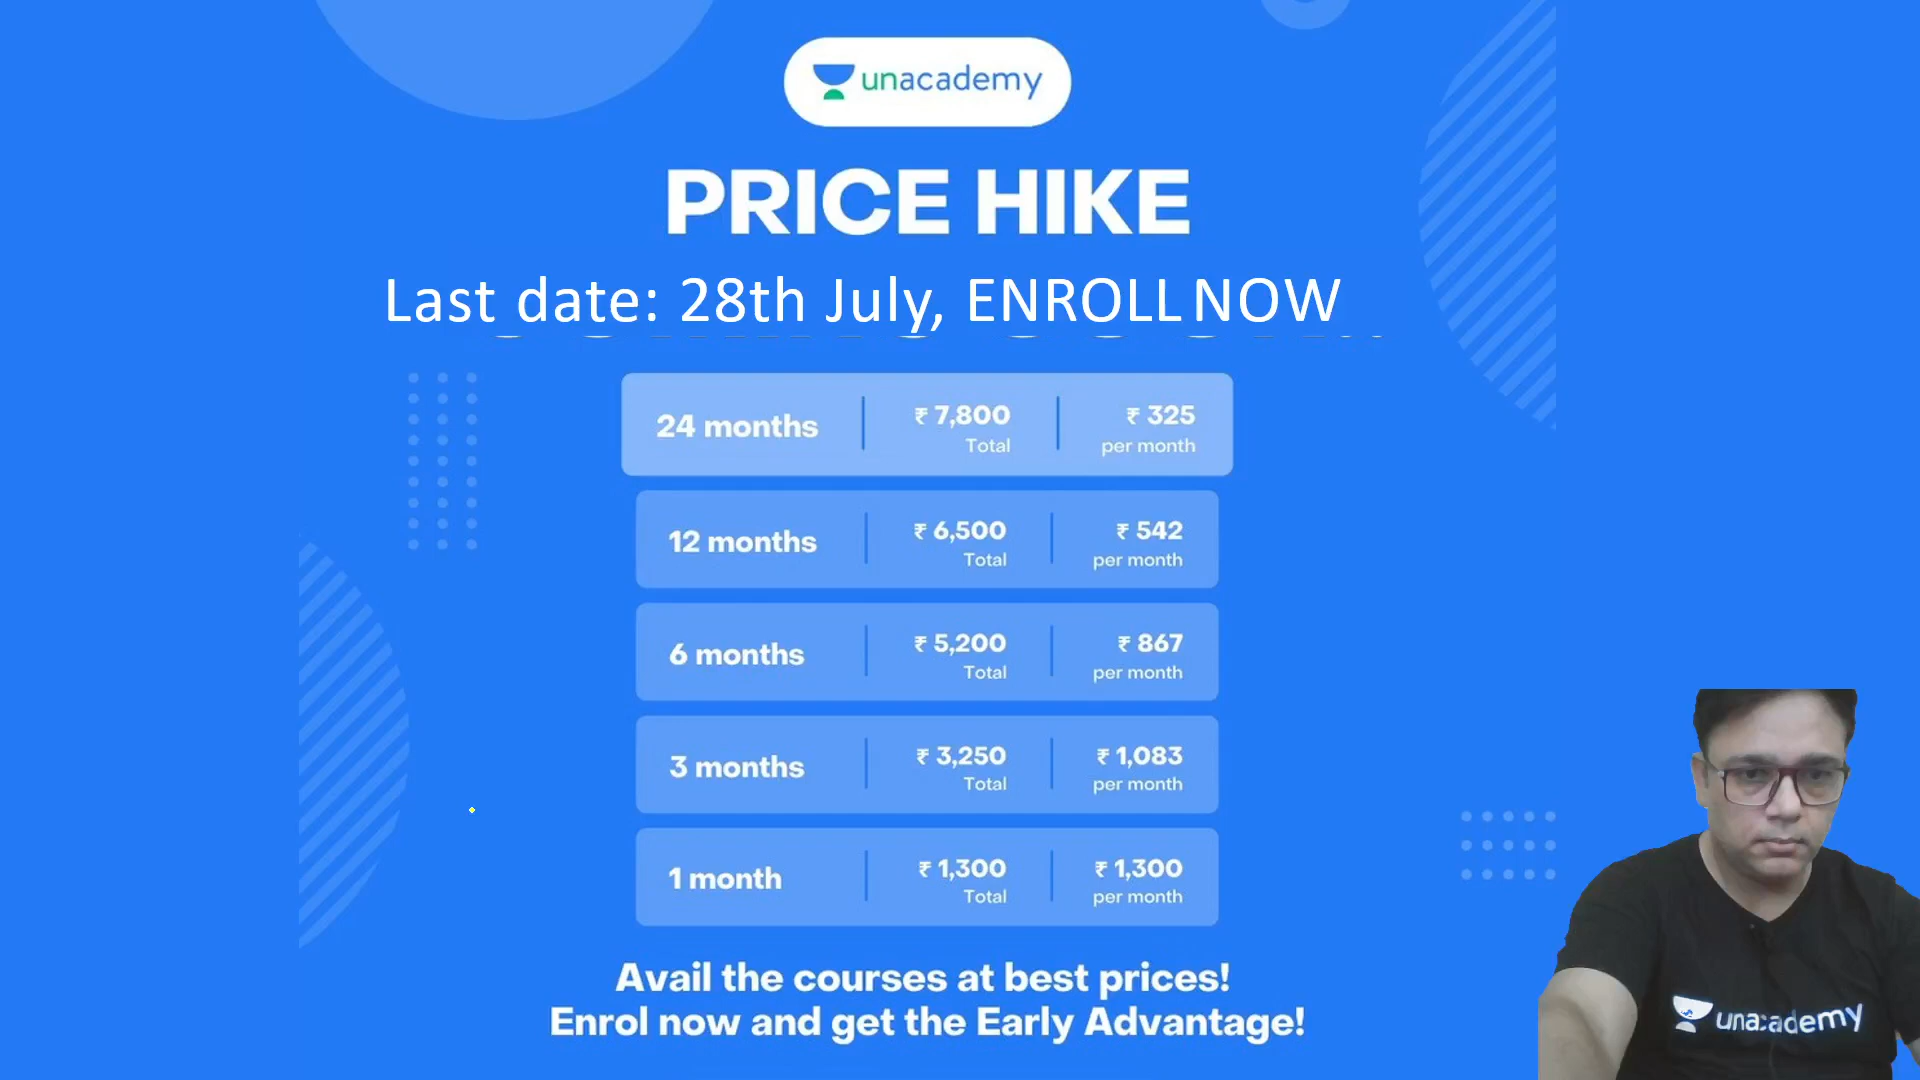 unacademy
PRICE HIKE
Last date: 28th July, ENROLL NOW
24 months ₹ 7,800 Total ₹ 325 per month
12 months ₹ 6,500 Total ₹ 542 per month
6 months ₹ 5,200 Total ₹ 867 per month
3 months ₹ 3,250 Total ₹ 1,083 per month
1 month ₹ 1,300 Total ₹ 1,300 per month
Avail the courses at best prices!
Enrol now and get the Early Advantage!
unacademy